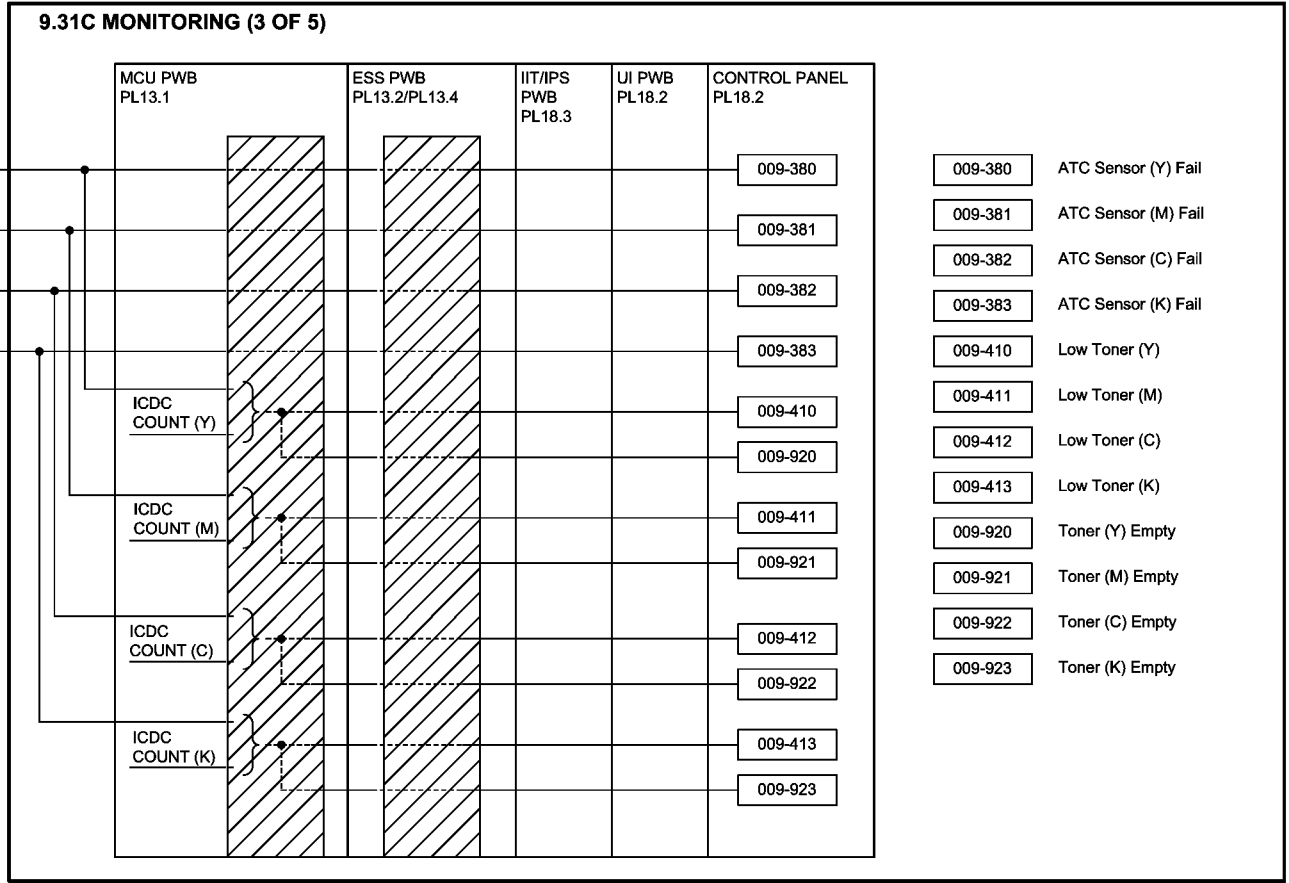 9.31C MONITORING (3 OF 5)
MCU PWB
PL13.1
ESS PWB
PL13.2/PL13.4
IIT/IPS
PWB
PL18.3
UI PWB
PL18.2
CONTROL PANEL
PL18.2
009-380
009-381
009-382
009-383
ICDC
COUNT (Y)
009-410
009-920
ICDC
COUNT (M)
009-411
009-921
ICDC
COUNT (C)
009-412
009-922
ICDC
COUNT (K)
009-413
009-923
009-380 ATC Sensor (Y) Fail
009-381 ATC Sensor (M) Fail
009-382 ATC Sensor (C) Fail
009-383 ATC Sensor (K) Fail
009-410 Low Toner (Y)
009-411 Low Toner (M)
009-412 Low Toner (C)
009-413 Low Toner (K)
009-920 Toner (Y) Empty
009-921 Toner (M) Empty
009-922 Toner (C) Empty
009-923 Toner (K) Empty